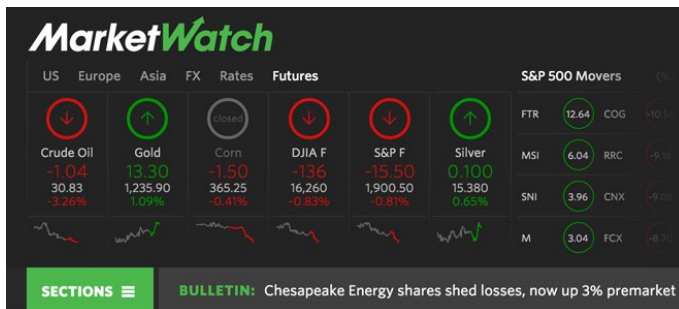 MarketWatch
US Europe Asia FX Rates Futures
S&P 500 Movers
closed
Crude Oil Gold Corn DJIA F S&P F Silver
-1.04 13.30 -1.50 -136 -15.50 0.100
30.83 1,235.90 365.25 16,260 1,900.50 15.380
-3.26% 1.09% -0.41% -0.83% -0.81% 0.65%
FTR 12.64 COG
MSI 6.04 RRC
SNI 3.96 CNX
M 3.04 FCX
SECTIONS
BULLETIN: Chesapeake Energy shares shed losses, now up 3% premarket